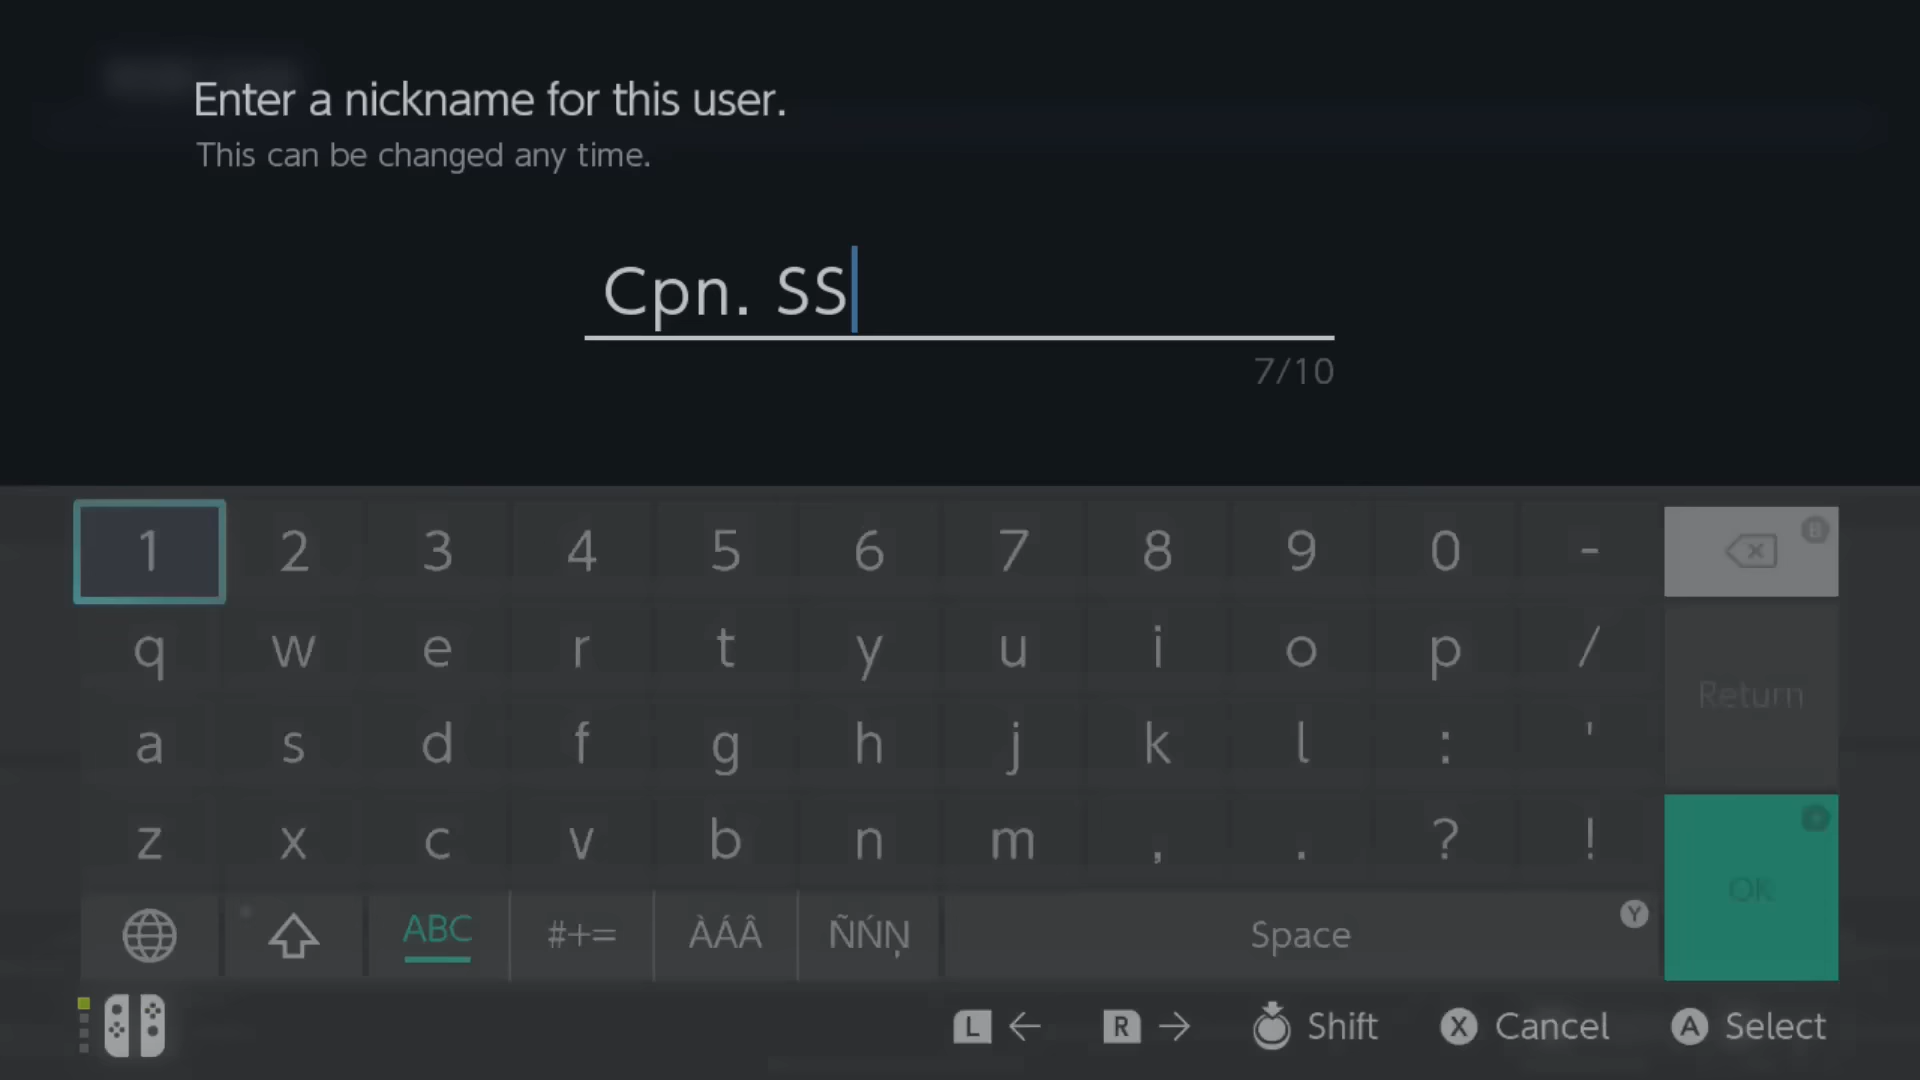 Enter a nickname for this user.
This can be changed any time.
Cpn. SS
7/10
1 2 3 4 5 6 7 8 9 0 -
q w e r t y u i o p /
Return
a s d f g h j k l : '
z x c v b n m , . ? !
OK
ABC #+= ÀÁÂ ÑŃŅ Space Y
L ← R → Shift X Cancel A Select